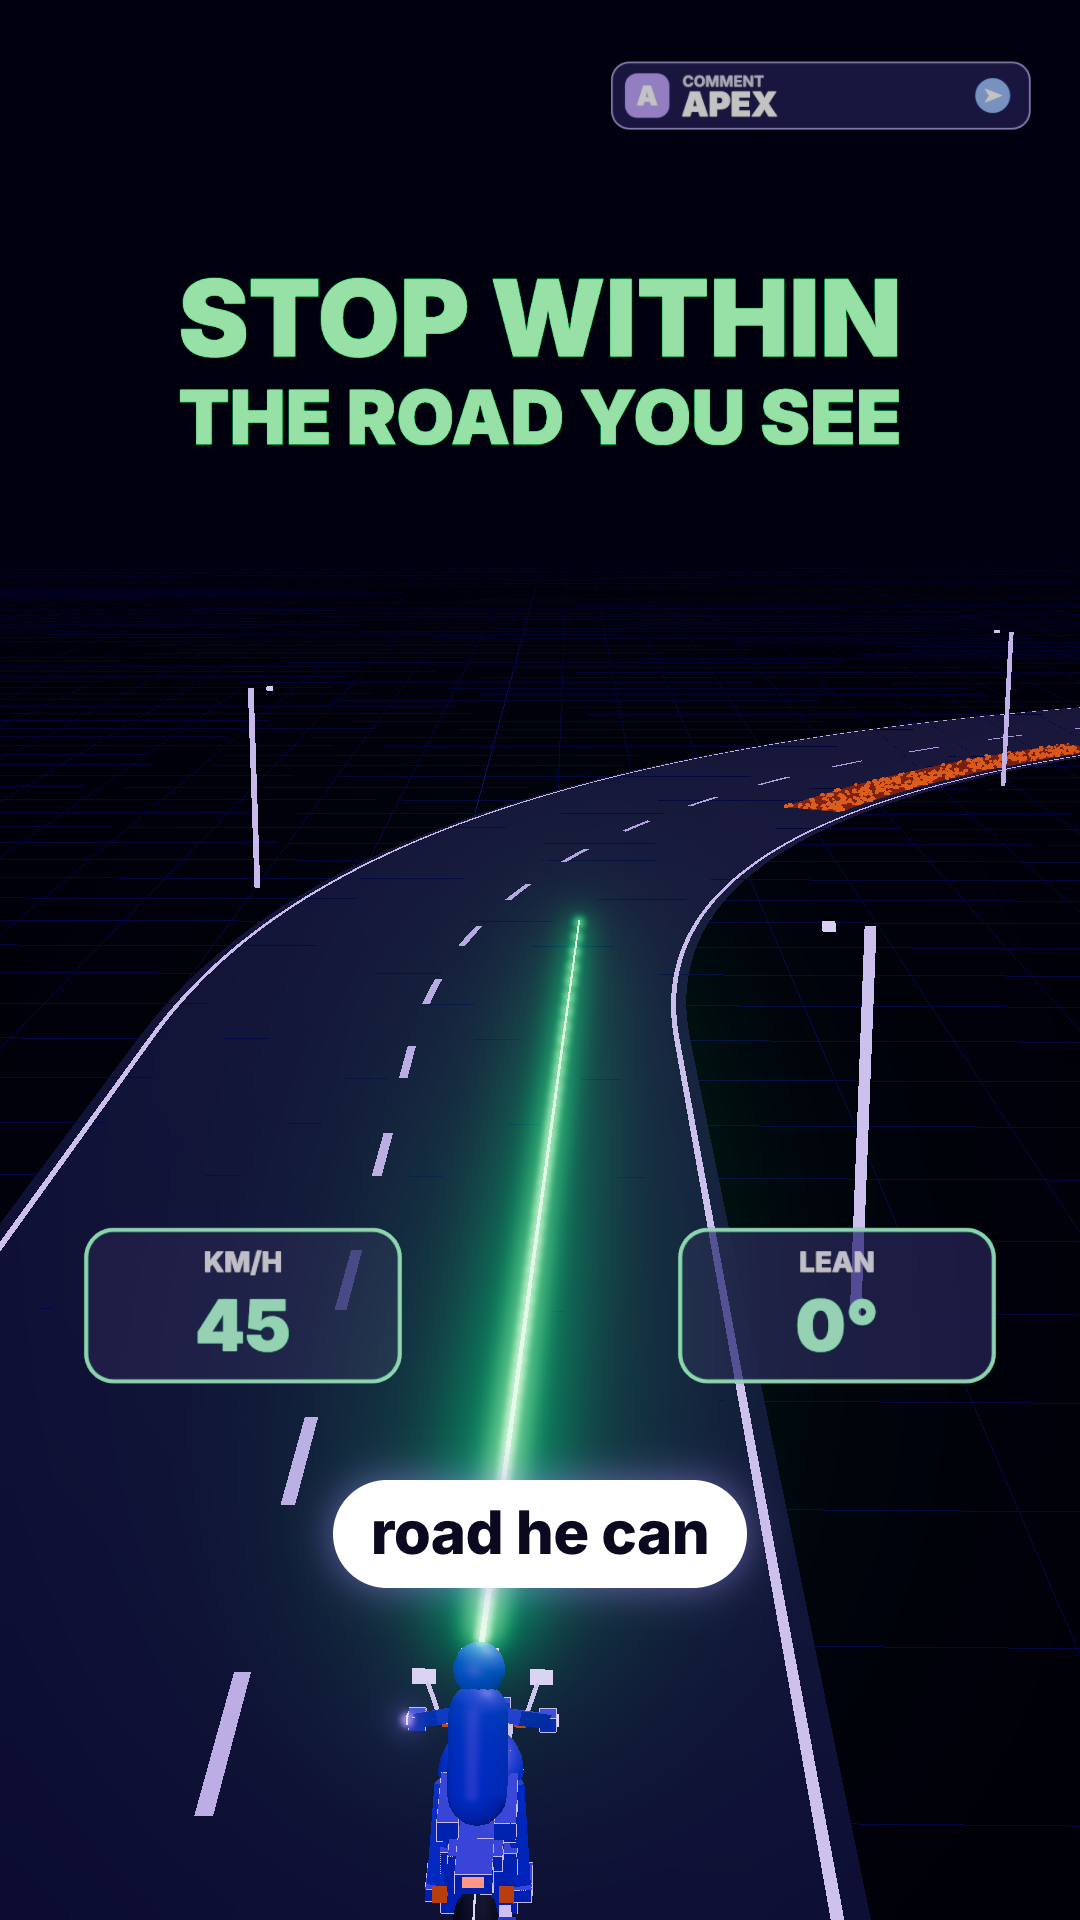 A
COMMENT
APEX
STOP WITHIN
THE ROAD YOU SEE
KM/H
45
LEAN
0°
road he can